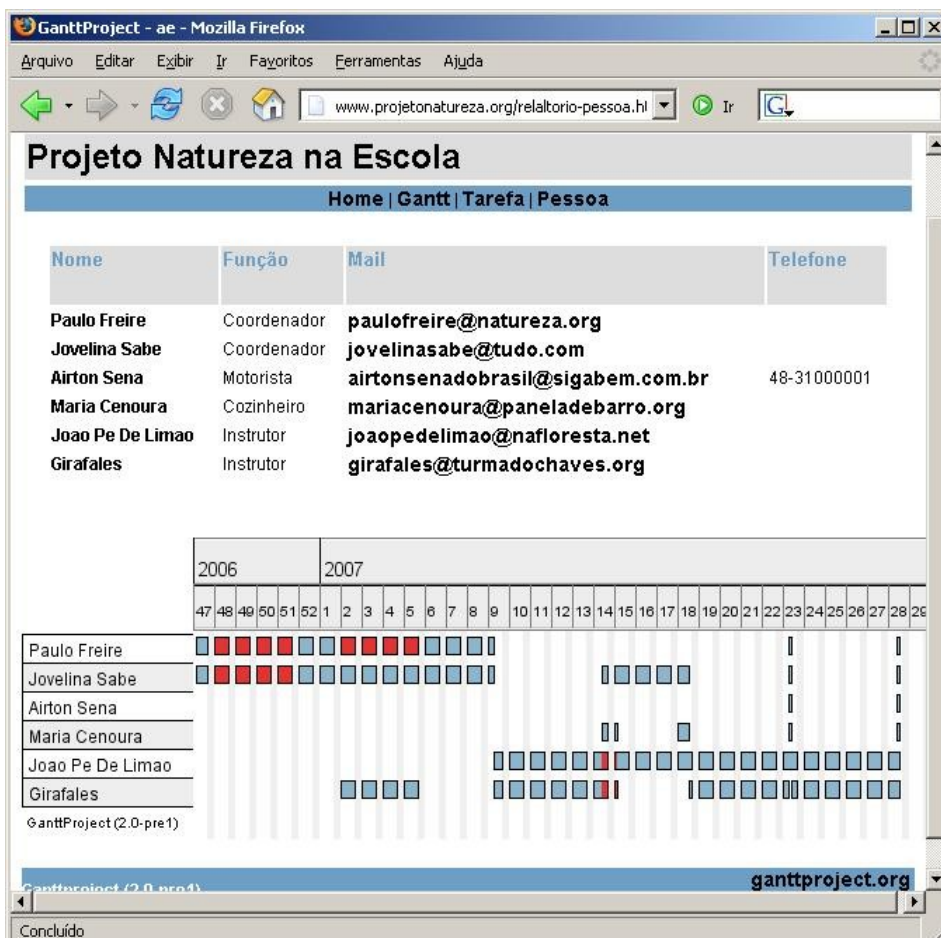 GanttProject - ae - Mozilla Firefox
Arquivo Editar Exibir Ir Favoritos Ferramentas Ajuda
www.projetonatureza.org/relaltorio-pessoa.h Ir G
Projeto Natureza na Escola
Home | Gantt | Tarefa | Pessoa
Nome Função Mail Telefone
Paulo Freire Coordenador paulofreire@natureza.org
Jovelina Sabe Coordenador jovelinasabe@tudo.com
Airton Sena Motorista airtonsenadobrasil@sigabem.com.br 48-31000001
Maria Cenoura Cozinheiro mariacenoura@paneladebarro.org
Joao Pe De Limao Instrutor joaopedelimao@nafloresta.net
Girafales Instrutor girafales@turmadochaves.org
2006 2007
47 48 49 50 51 52 1 2 3 4 5 6 7 8 9 10 11 12 13 14 15 16 17 18 19 20 21 22 23 24 25 26 27 28 29
Paulo Freire
Jovelina Sabe
Airton Sena
Maria Cenoura
Joao Pe De Limao
Girafales
GanttProject (2.0-pre1)
ganttproject.org
Ganttproject (2.0-pre1)
Concluído